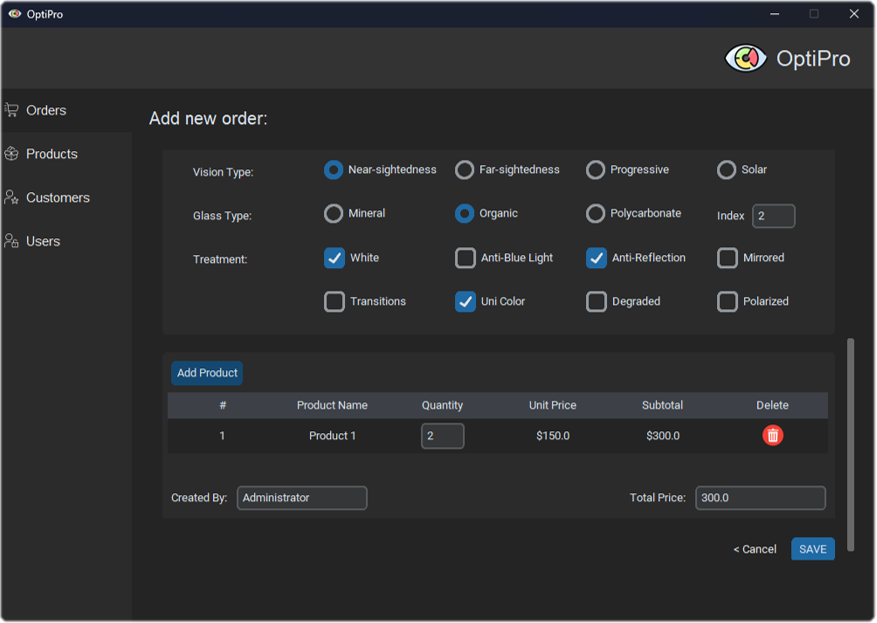 OptiPro
OptiPro
Orders
Products
Customers
Users
Add new order:
Vision Type: Near-sightedness Far-sightedness Progressive Solar
Glass Type: Mineral Organic Polycarbonate Index 2
Treatment: White Anti-Blue Light Anti-Reflection Mirrored
Transitions Uni Color Degraded Polarized
Add Product
# Product Name Quantity Unit Price Subtotal Delete
1 Product 1 2 $150.0 $300.0
Created By: Administrator Total Price: 300.0
< Cancel SAVE